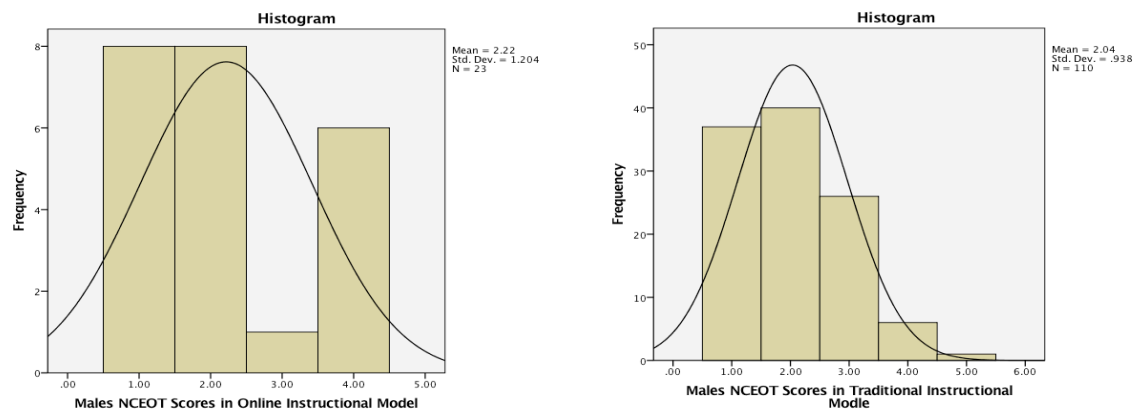 Histogram
Mean = 2.22
Std. Dev. = 1.204
N = 23
8
6
4
2
0
Frequency
.00 1.00 2.00 3.00 4.00 5.00
Males NCEOT Scores in Online Instructional Model
Histogram
Mean = 2.04
Std. Dev. = .938
N = 110
50
40
30
20
10
0
Frequency
.00 1.00 2.00 3.00 4.00 5.00 6.00
Males NCEOT Scores in Traditional Instructional
Modle